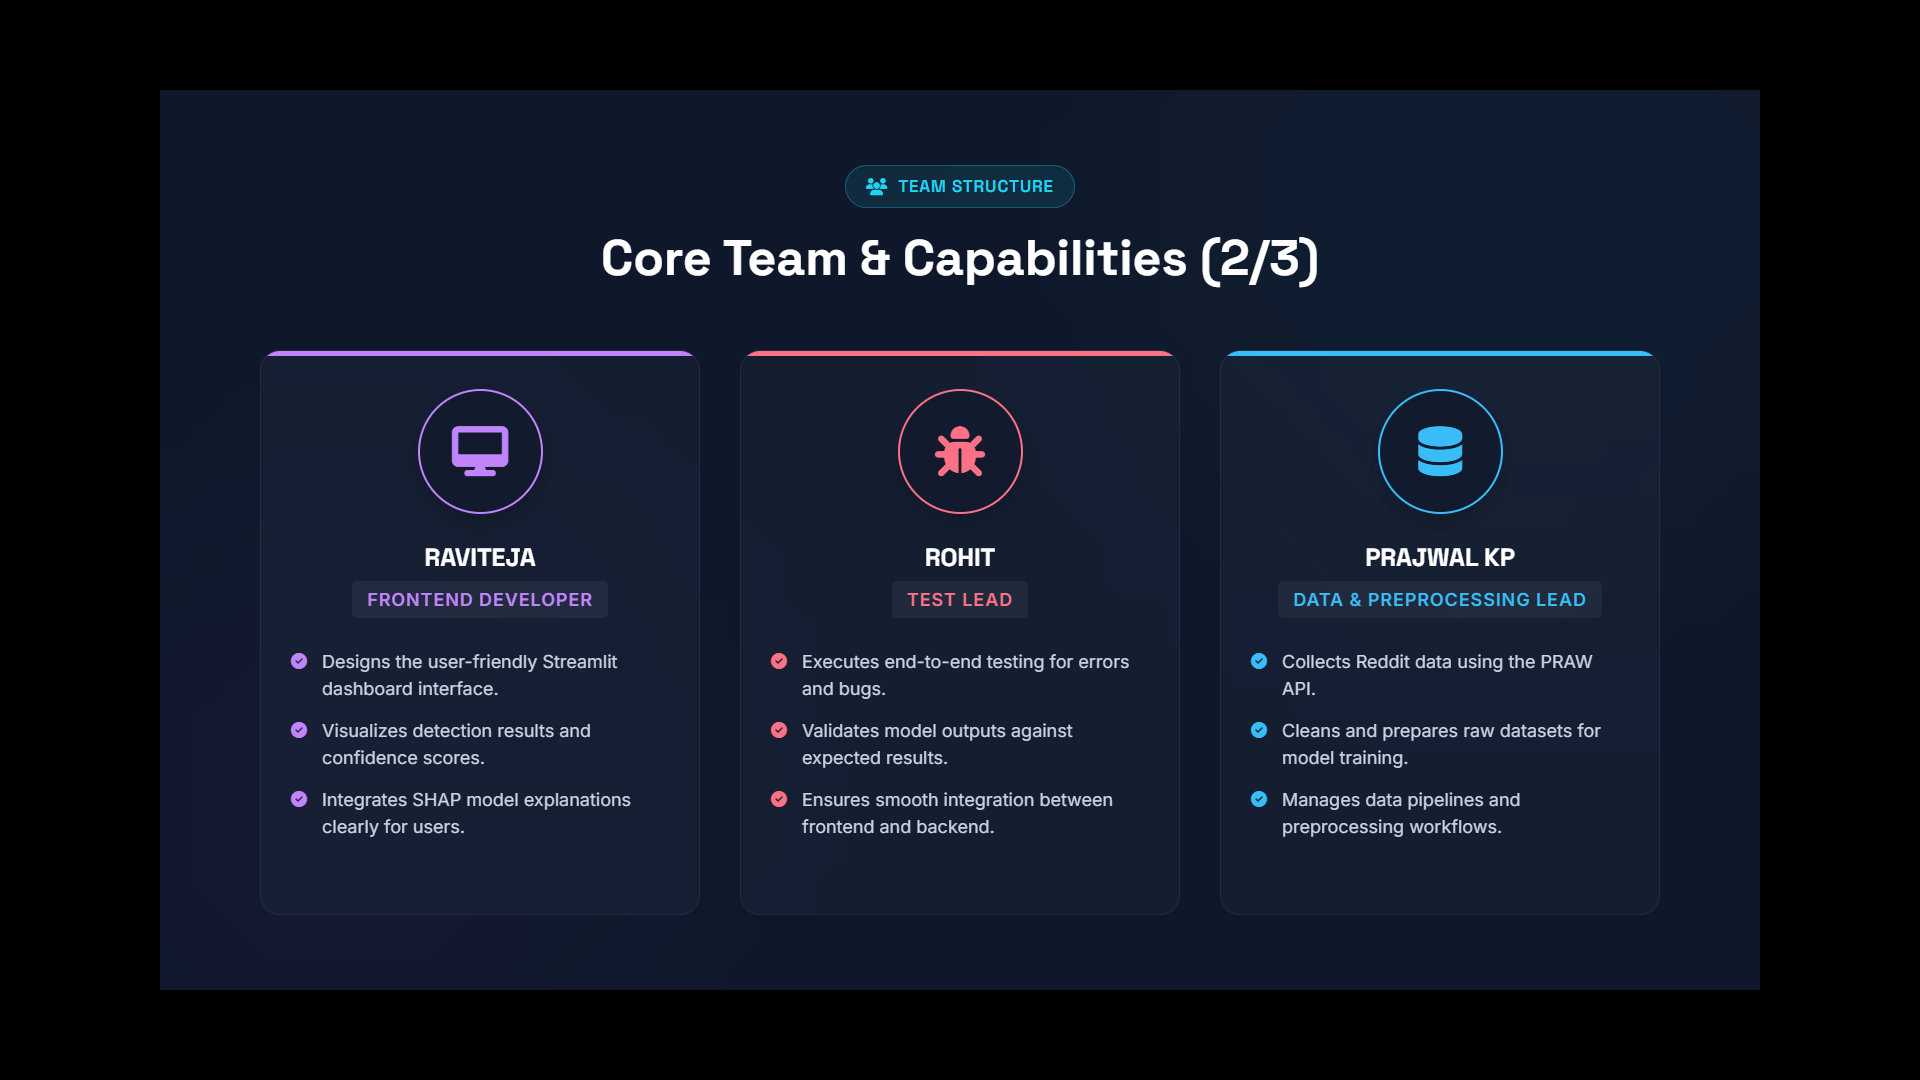 TEAM STRUCTURE
Core Team & Capabilities (2/3)
RAVITEJA
FRONTEND DEVELOPER
Designs the user-friendly Streamlit
dashboard interface.
Visualizes detection results and
confidence scores.
Integrates SHAP model explanations
clearly for users.
ROHIT
TEST LEAD
Executes end-to-end testing for errors
and bugs.
Validates model outputs against
expected results.
Ensures smooth integration between
frontend and backend.
PRAJWAL KP
DATA & PREPROCESSING LEAD
Collects Reddit data using the PRAW
API.
Cleans and prepares raw datasets for
model training.
Manages data pipelines and
preprocessing workflows.